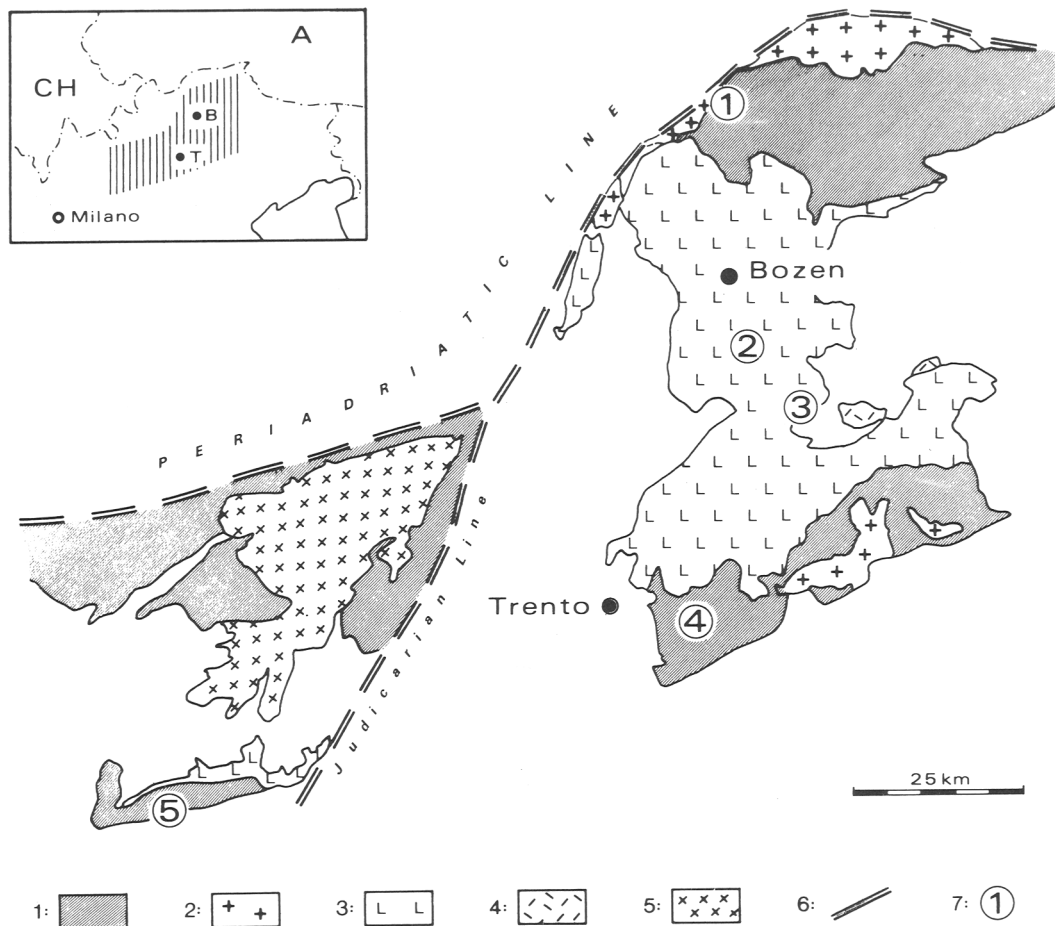 A
CH
B
T
Milano
PERIADRIATIC LINE
Judicarian Line
1
Bozen
2
3
Trento
4
5
25 km
1: 2: + + 3: L L 4: 5: x x x x x x x 6: 7: 1